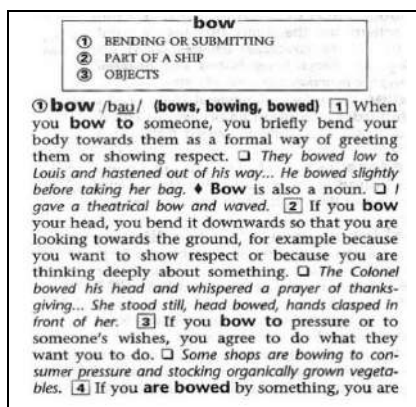 bow
① BENDING OR SUBMITTING
② PART OF A SHIP
③ OBJECTS
① bow /bau/ (bows, bowing, bowed) [1] When
you bow to someone, you briefly bend your
body towards them as a formal way of greeting
them or showing respect. ❑ They bowed low to
Louis and hastened out of his way... He bowed slightly
before taking her bag. ♦ Bow is also a noun. ❑ I
gave a theatrical bow and waved. [2] If you bow
your head, you bend it downwards so that you are
looking towards the ground, for example because
you want to show respect or because you are
thinking deeply about something. ❑ The Colonel
bowed his head and whispered a prayer of thanks-
giving... She stood still, head bowed, hands clasped in
front of her. [3] If you bow to pressure or to
someone's wishes, you agree to do what they
want you to do. ❑ Some shops are bowing to con-
sumer pressure and stocking organically grown vegeta-
bles. [4] If you are bowed by something, you are